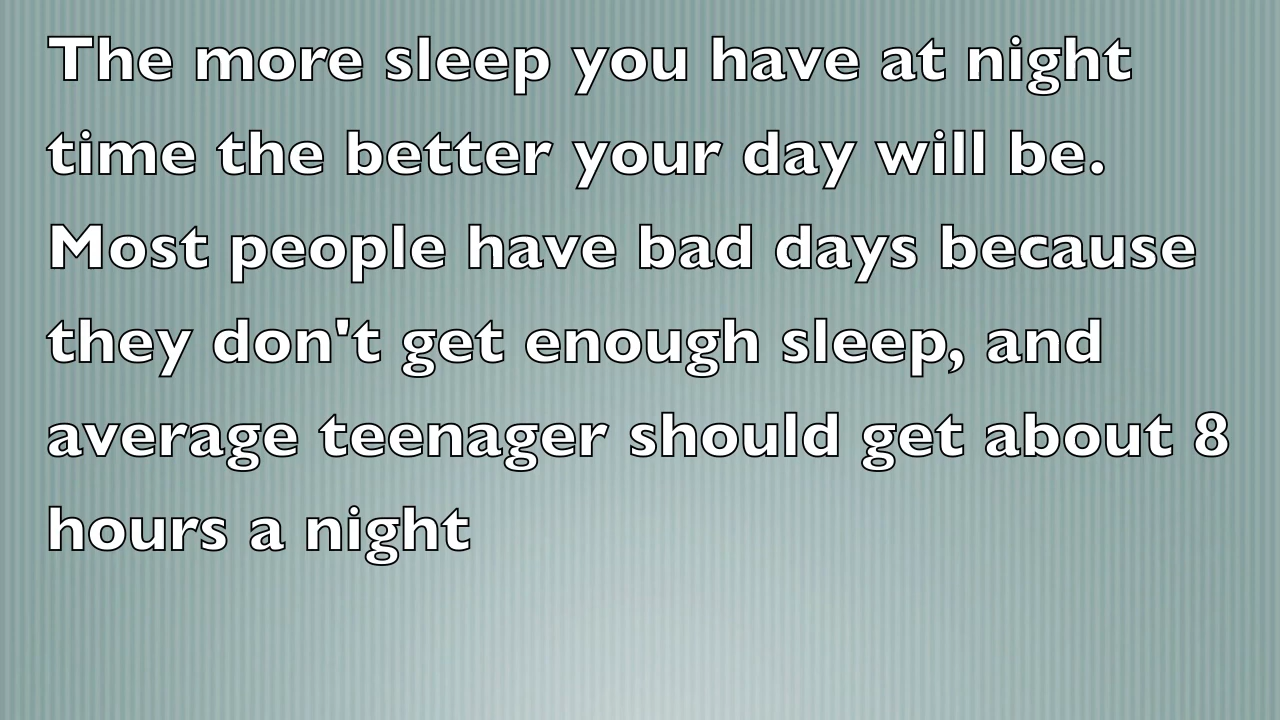 The more sleep you have at night
time the better your day will be.
Most people have bad days because
they don't get enough sleep, and
average teenager should get about 8
hours a night